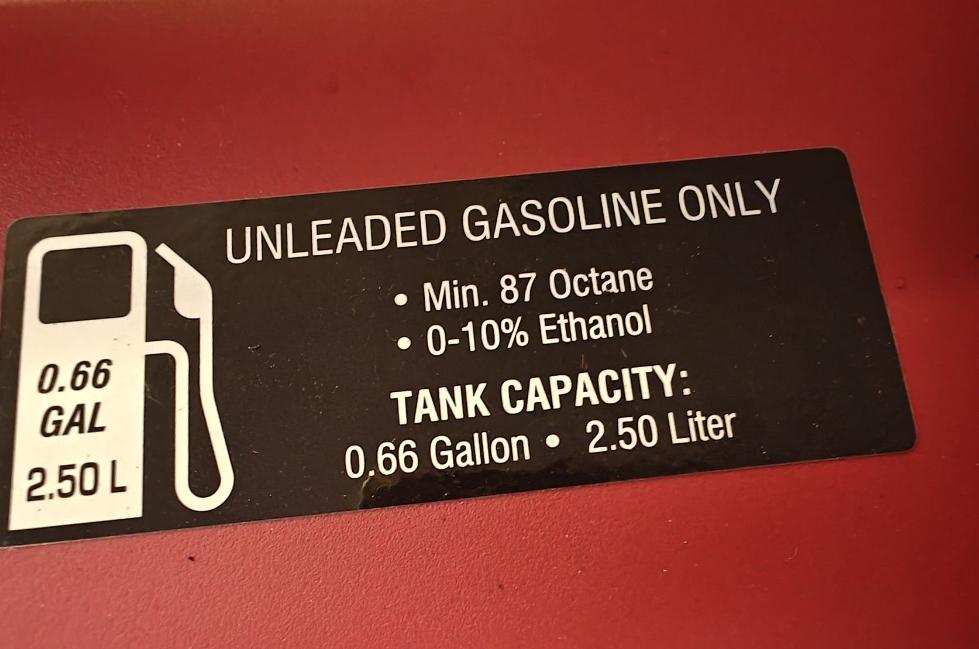 UNLEADED GASOLINE ONLY
• Min. 87 Octane
• 0-10% Ethanol
TANK CAPACITY:
0.66 Gallon • 2.50 Liter
0.66
GAL
2.50 L